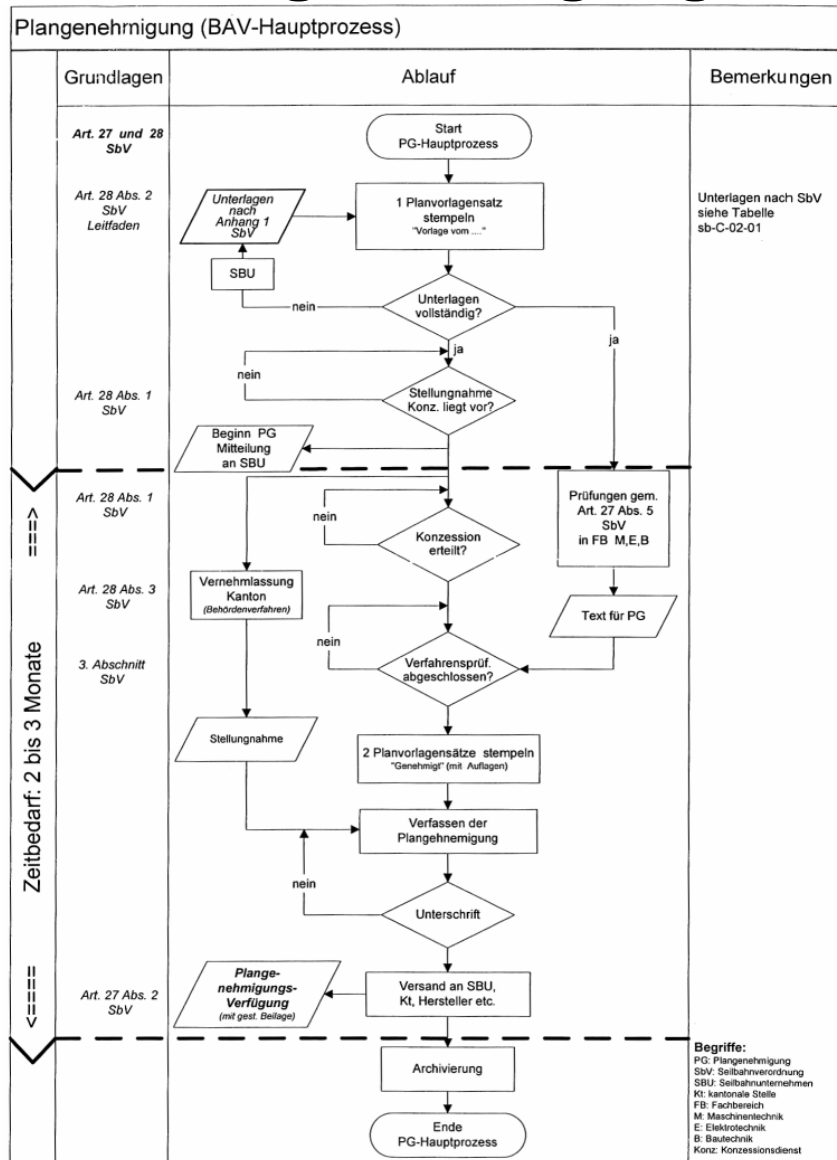 Plangenehmigung (BAV-Hauptprozess)
Grundlagen
Ablauf
Bemerkungen
Art. 27 und 28
SbV
Start
PG-Hauptprozess
Art. 28 Abs. 2
SbV
Leitfaden
Unterlagen
nach
Anhang 1
SbV
1 Planvorlagensatz
stempeln
"Vorlage vom ...."
Unterlagen nach SbV
siehe Tabelle
sb-C-02-01
SBU
nein
Unterlagen
vollständig?
ja
ja
nein
Art. 28 Abs. 1
SbV
Stellungnahme
Konz. liegt vor?
Beginn PG
Mitteilung
an SBU
Zeitbedarf: 2 bis 3 Monate
====>
<=====
Art. 28 Abs. 1
SbV
nein
Konzession
erteilt?
Prüfungen gem.
Art. 27 Abs. 5
SbV
in FB M,E,B
Art. 28 Abs. 3
SbV
Vernehmlassung
Kanton
(Behördenverfahren)
Text für PG
nein
3. Abschnitt
SbV
Verfahrensprüf.
abgeschlossen?
Stellungnahme
2 Planvorlagensätze stempeln
"Genehmigt" (mit Auflagen)
Verfassen der
Plangehnemigung
nein
Unterschrift
Art. 27 Abs. 2
SbV
Plange-
nehmigungs-
Verfügung
(mit gest. Beilage)
Versand an SBU,
Kt, Hersteller etc.
Archivierung
Ende
PG-Hauptprozess
Begriffe:
PG: Plangenehmigung
SbV: Seilbahnverordnung
SBU: Seilbahnunternehmen
Kt: kantonale Stelle
FB: Fachbereich
M: Maschinentechnik
E: Elektrotechnik
B: Bautechnik
Konz: Konzessionsdienst